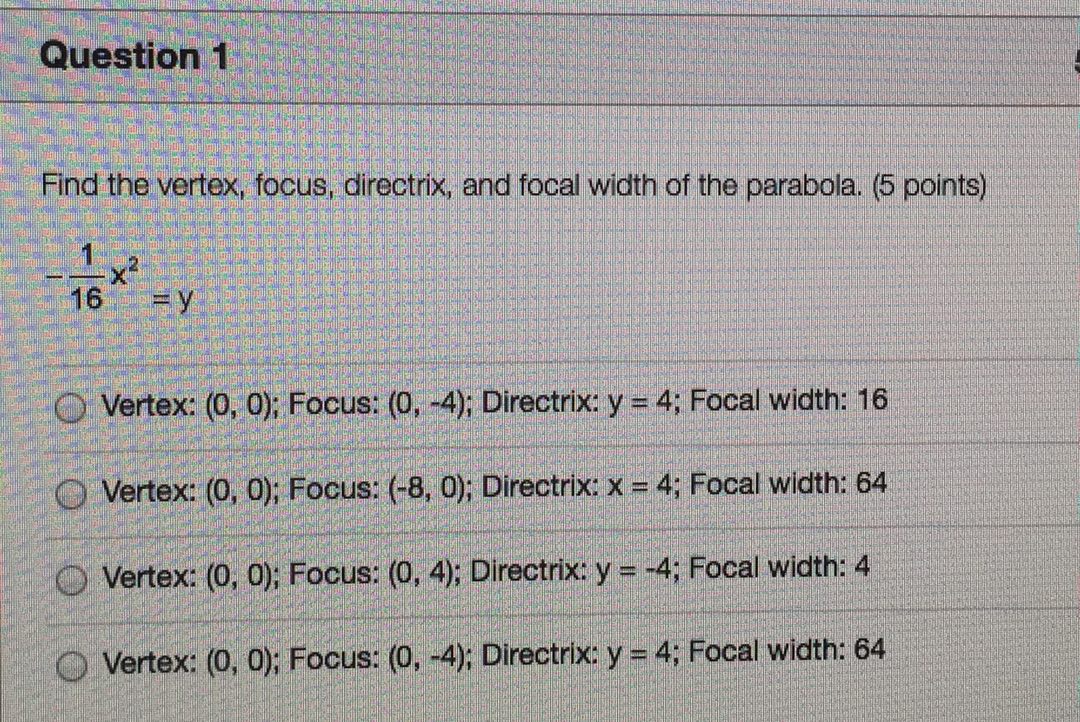 Question 1
Find the vertex, focus, directrix, and focal width of the parabola. (5 points)
-1/16 x² = y
Vertex: (0, 0); Focus: (0, -4); Directrix: y = 4; Focal width: 16
Vertex: (0, 0); Focus: (-8, 0); Directrix: x = 4; Focal width: 64
Vertex: (0, 0); Focus: (0, 4); Directrix: y = -4; Focal width: 4
Vertex: (0, 0); Focus: (0, -4); Directrix: y = 4; Focal width: 64